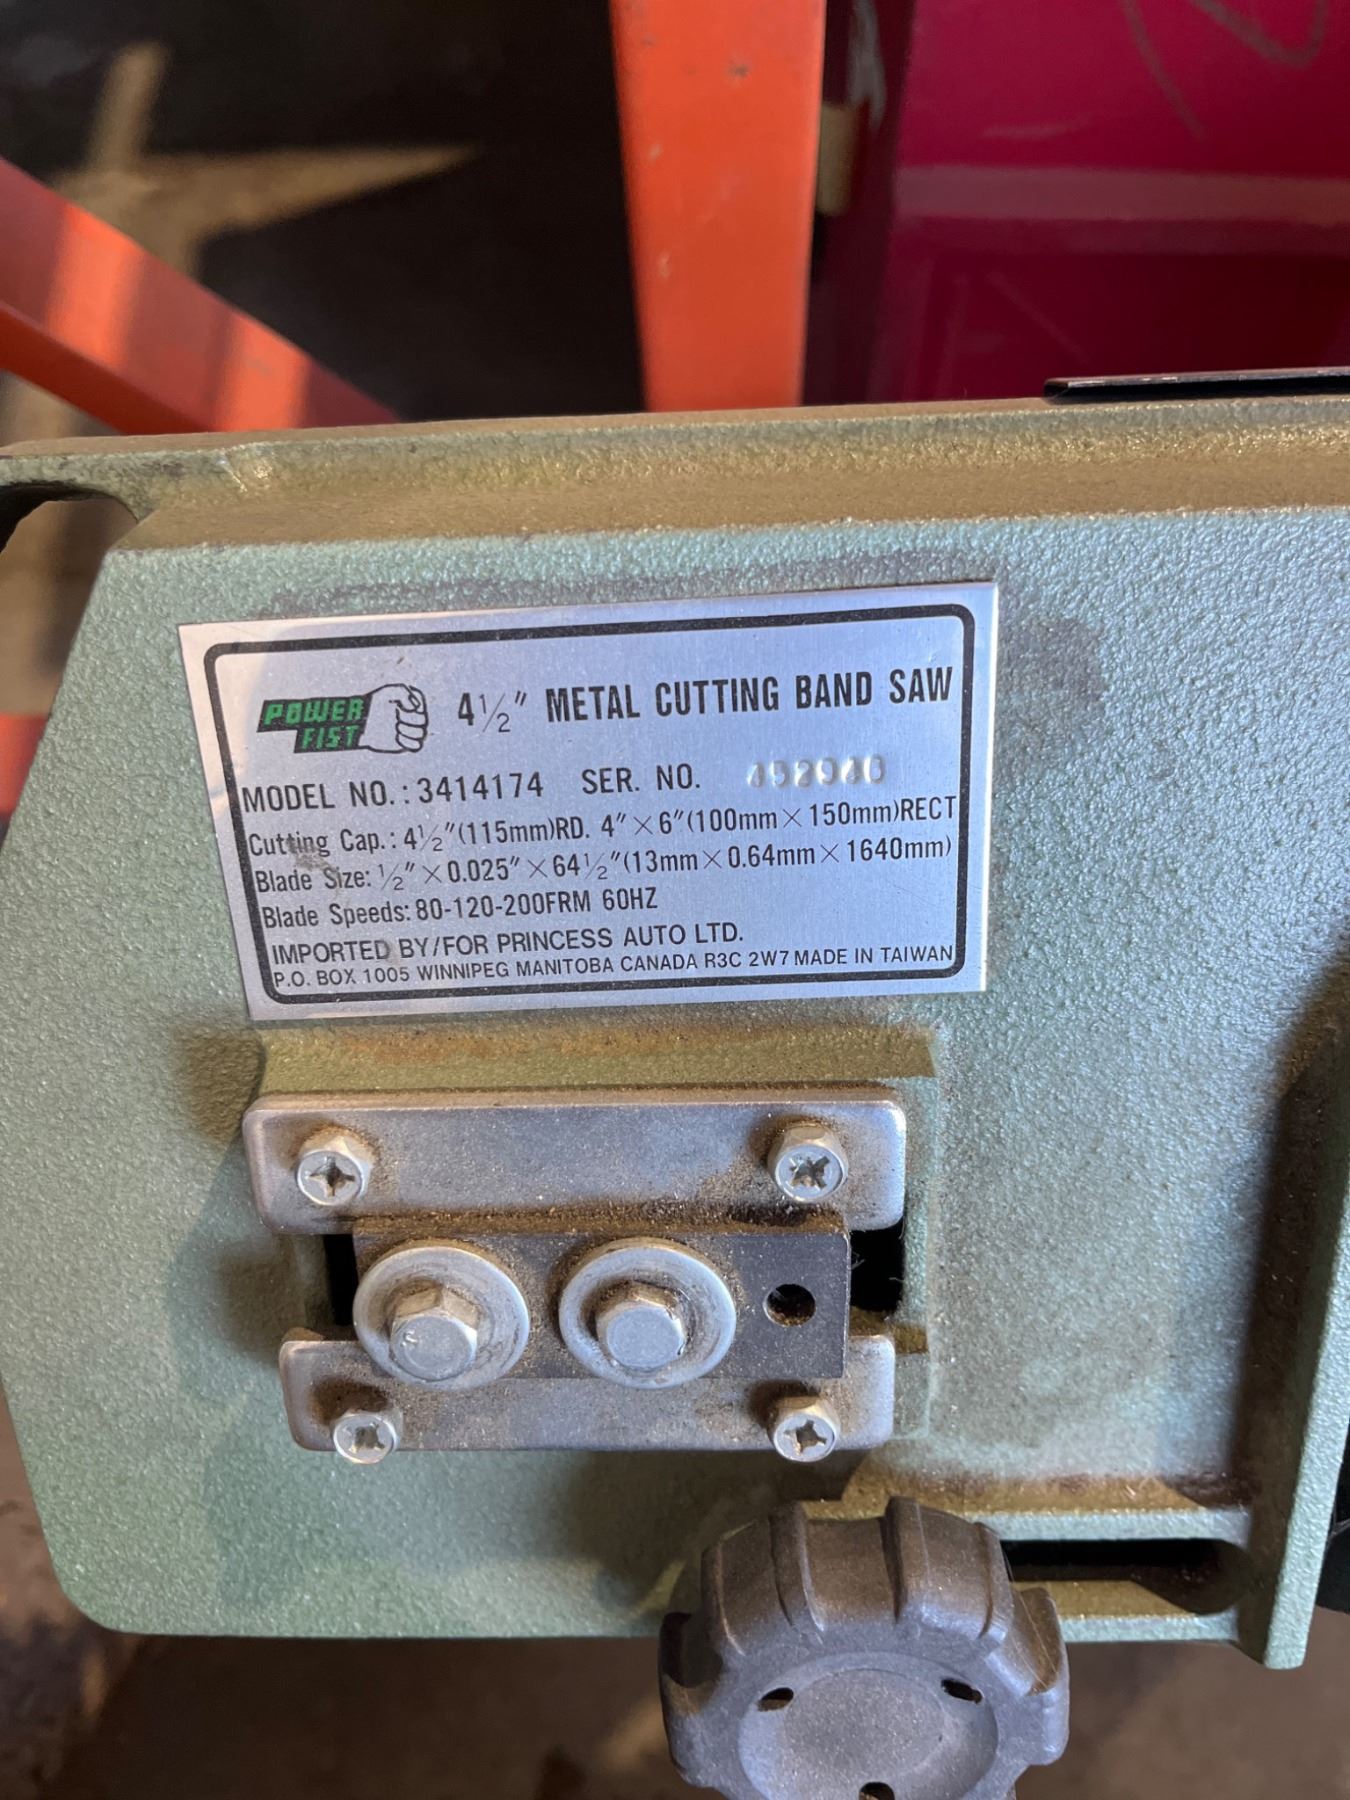 POWER FIST 4½" METAL CUTTING BAND SAW
MODEL NO.: 3414174 SER. NO. 492940
Cutting Cap.: 4½"(115mm)RD. 4"×6"(100mm×150mm)RECT
Blade Size: ½"×0.025"×64½"(13mm×0.64mm×1640mm)
Blade Speeds: 80-120-200FRM 60HZ
IMPORTED BY/FOR PRINCESS AUTO LTD.
P.O. BOX 1005 WINNIPEG MANITOBA CANADA R3C 2W7 MADE IN TAIWAN